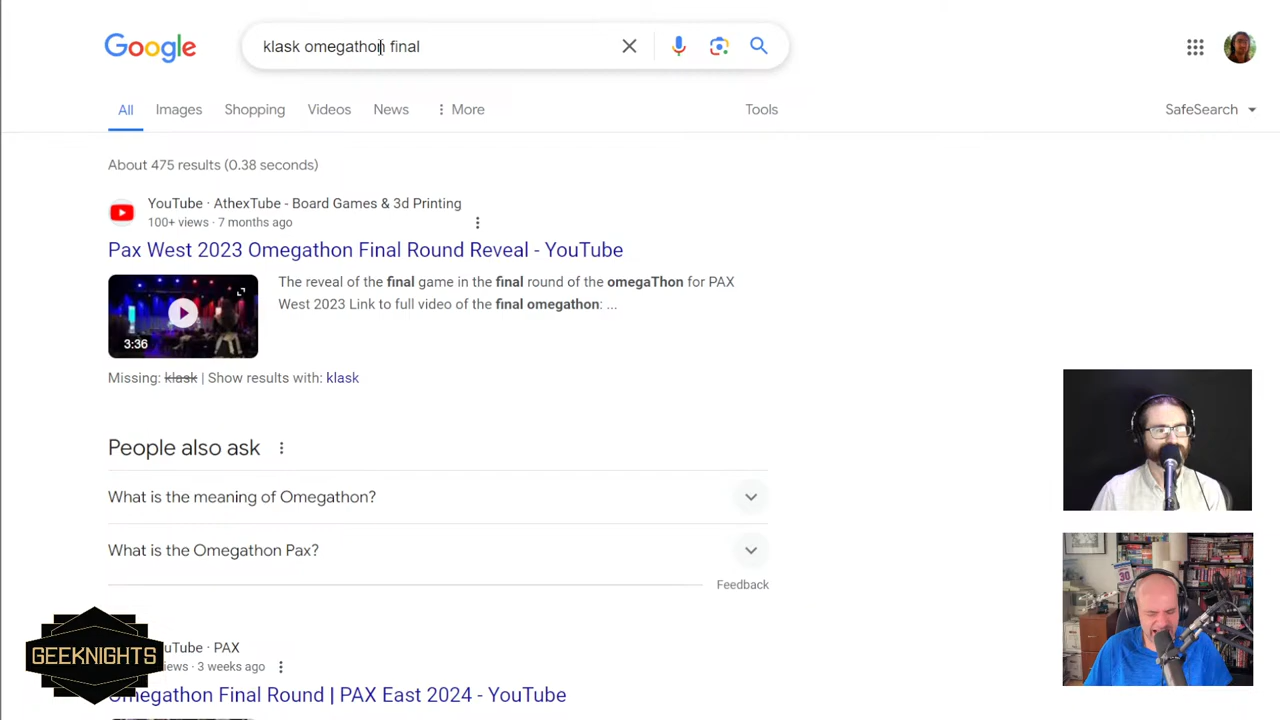 Google
klask omegathon final
All
Images
Shopping
Videos
News
More
Tools
SafeSearch
About 475 results (0.38 seconds)
YouTube · AthexTube - Board Games & 3d Printing
100+ views · 7 months ago
Pax West 2023 Omegathon Final Round Reveal - YouTube
The reveal of the final game in the final round of the omegaThon for PAX
West 2023 Link to full video of the final omegathon: ...
3:36
Missing: klask | Show results with: klask
People also ask
What is the meaning of Omegathon?
What is the Omegathon Pax?
Feedback
uTube · PAX
iews · 3 weeks ago
Omegathon Final Round | PAX East 2024 - YouTube
GEEKNIGHTS
30